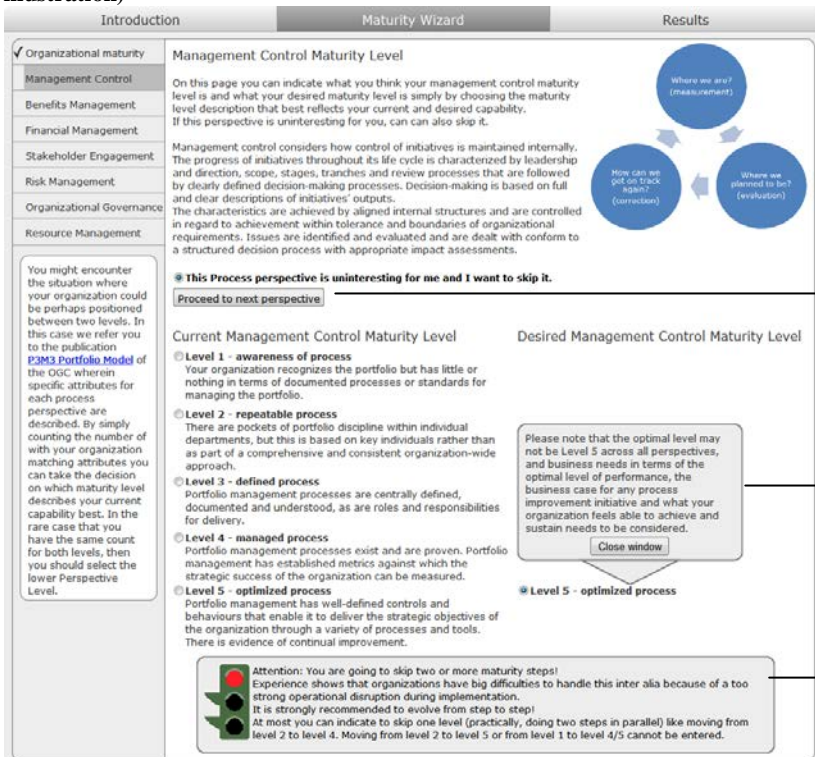 Introduction
Maturity Wizard
Results
✓ Organizational maturity
Management Control
Benefits Management
Financial Management
Stakeholder Engagement
Risk Management
Organizational Governance
Resource Management
You might encounter
the situation where
your organization could
be perhaps positioned
between two levels. In
this case we refer you
to the publication
P3M3 Portfolio Model of
the OGC wherein
specific attributes for
each process
perspective are
described. By simply
counting the number of
with your organization
matching attributes you
can take the decision
on which maturity level
describes your current
capability best. In the
rare case that you
have the same count
for both levels, then
you should select the
lower Perspective
Level.
Management Control Maturity Level
On this page you can indicate what you think your management control maturity
level is and what your desired maturity level is simply by choosing the maturity
level description that best reflects your current and desired capability.
If this perspective is uninteresting for you, can can also skip it.
Management control considers how control of initiatives is maintained internally.
The progress of initiatives throughout its life cycle is characterized by leadership
and direction, scope, stages, tranches and review processes that are followed
by clearly defined decision-making processes. Decision-making is based on full
and clear descriptions of initiatives' outputs.
The characteristics are achieved by aligned internal structures and are controlled
in regard to achievement within tolerance and boundaries of organizational
requirements. Issues are identified and evaluated and are dealt with conform to
a structured decision process with appropriate impact assessments.
Where we are?
(measurement)
How can we
get on track
again?
(correction)
Where we
planned to be?
(evaluation)
This Process perspective is uninteresting for me and I want to skip it.
Proceed to next perspective
Current Management Control Maturity Level
Level 1 - awareness of process
Your organization recognizes the portfolio but has little or
nothing in terms of documented processes or standards for
managing the portfolio.
Level 2 - repeatable process
There are pockets of portfolio discipline within individual
departments, but this is based on key individuals rather than
as part of a comprehensive and consistent organization-wide
approach.
Level 3 - defined process
Portfolio management processes are centrally defined,
documented and understood, as are roles and responsibilities
for delivery.
Level 4 - managed process
Portfolio management processes exist and are proven. Portfolio
management has established metrics against which the
strategic success of the organization can be measured.
Level 5 - optimized process
Portfolio management has well-defined controls and
behaviours that enable it to deliver the strategic objectives of
the organization through a variety of processes and tools.
There is evidence of continual improvement.
Desired Management Control Maturity Level
Please note that the optimal level may
not be Level 5 across all perspectives,
and business needs in terms of the
optimal level of performance, the
business case for any process
improvement initiative and what your
organization feels able to achieve and
sustain needs to be considered.
Close window
Level 5 - optimized process
Attention: You are going to skip two or more maturity steps!
Experience shows that organizations have big difficulties to handle this inter alia because of a too
strong operational disruption during implementation.
It is strongly recommended to evolve from step to step!
At most you can indicate to skip one level (practically, doing two steps in parallel) like moving from
level 2 to level 4. Moving from level 2 to level 5 or from level 1 to level 4/5 cannot be entered.